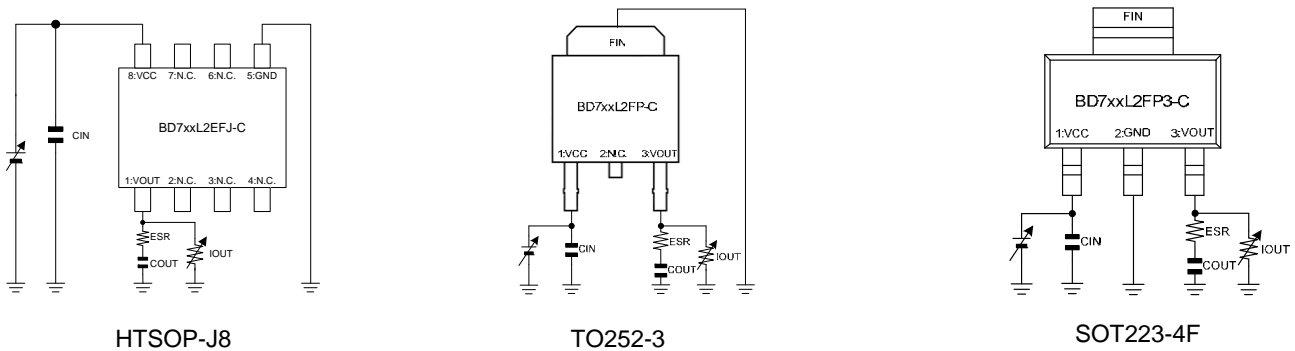 8:VCC 7:N.C. 6:N.C. 5:GND
BD7xxL2EFJ-C
1:VOUT 2:N.C. 3:N.C. 4:N.C.
CIN
ESR
IOUT
COUT
HTSOP-J8
FIN
BD7xxL2FP-C
1:VCC 2:N.C. 3:VOUT
CIN
ESR
IOUT
COUT
TO252-3
FIN
BD7xxL2FP3-C
1:VCC 2:GND 3:VOUT
CIN
ESR
IOUT
COUT
SOT223-4F